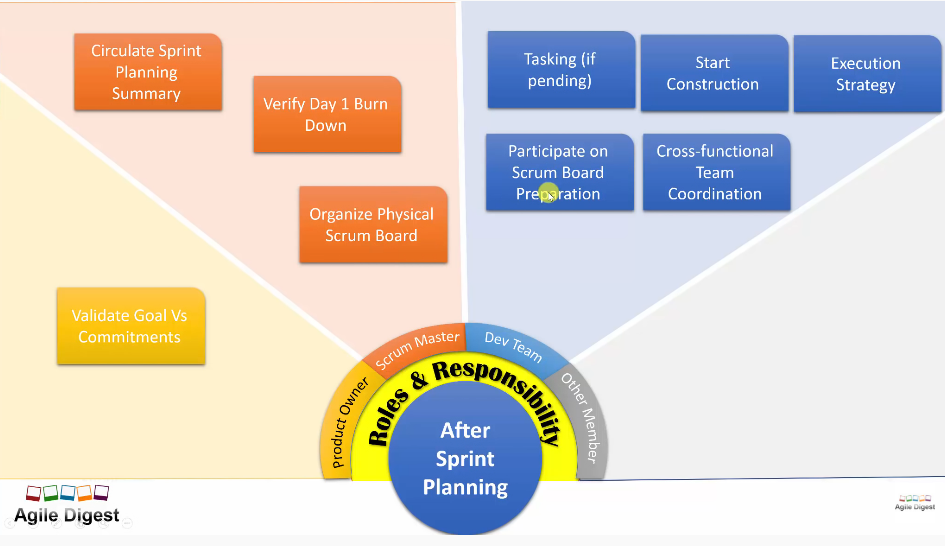 Circulate Sprint
Planning
Summary
Verify Day 1 Burn
Down
Organize Physical
Scrum Board
Validate Goal Vs
Commitments
Tasking (if
pending)
Start
Construction
Execution
Strategy
Participate on
Scrum Board
Preparation
Cross-functional
Team
Coordination
Product Owner
Scrum Master
Dev Team
Other Member
Roles & Responsibility
After
Sprint
Planning
Agile Digest
Agile Digest